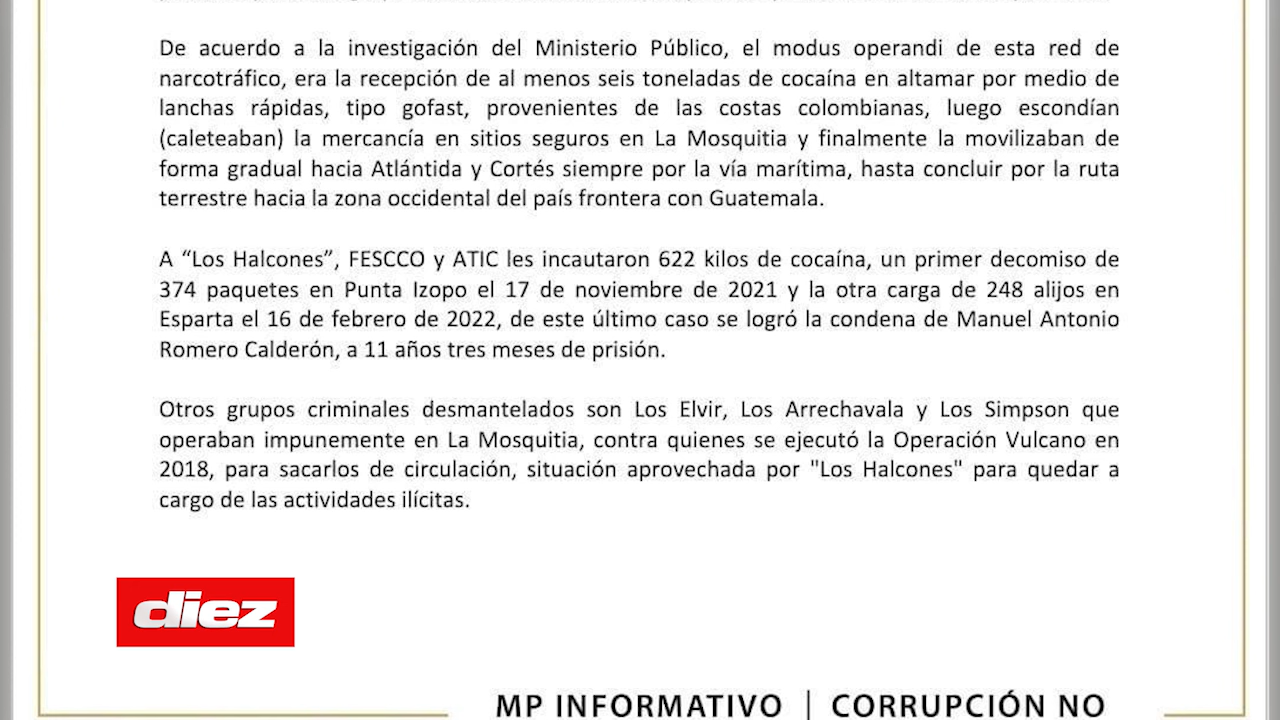 De acuerdo a la investigación del Ministerio Público, el modus operandi de esta red de
narcotráfico, era la recepción de al menos seis toneladas de cocaína en altamar por medio de
lanchas rápidas, tipo gofast, provenientes de las costas colombianas, luego escondían
(caleteaban) la mercancía en sitios seguros en La Mosquitia y finalmente la movilizaban de
forma gradual hacia Atlántida y Cortés siempre por la vía marítima, hasta concluir por la ruta
terrestre hacia la zona occidental del país frontera con Guatemala.
A “Los Halcones”, FESCCO y ATIC les incautaron 622 kilos de cocaína, un primer decomiso de
374 paquetes en Punta Izopo el 17 de noviembre de 2021 y la otra carga de 248 alijos en
Esparta el 16 de febrero de 2022, de este último caso se logró la condena de Manuel Antonio
Romero Calderón, a 11 años tres meses de prisión.
Otros grupos criminales desmantelados son Los Elvir, Los Arrechavala y Los Simpson que
operaban impunemente en La Mosquitia, contra quienes se ejecutó la Operación Vulcano en
2018, para sacarlos de circulación, situación aprovechada por "Los Halcones" para quedar a
cargo de las actividades ilícitas.
diez
MP INFORMATIVO | CORRUPCIÓN NO